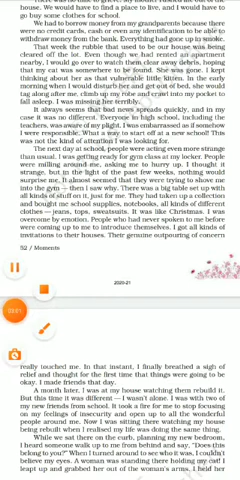 of the house. We would have to find a place to live, and I would have to
go buy some clothes for school.
We had to borrow money from my grandparents because there
were no credit cards, cash or even any identification to be able to
withdraw money from the bank. Everything had gone up in smoke.
That week the rubble that used to be our house was being
cleared off the lot. Even though we had rented an apartment
nearby, I would go over to watch them clear away debris, hoping
that my cat was somewhere to be found. She was gone. I kept
thinking about her as that vulnerable little kitten. In the early
morning when I would disturb her and get out of bed, she would
tag along after me, climb up my robe and crawl into my pocket to
fall asleep. I was missing her terribly.
It always seems that bad news spreads quickly, and in my
case it was no different. Everyone in high school, including the
teachers, was aware of my plight. I was embarrassed as if somehow
I were responsible. What a way to start off at a new school! This
was not the kind of attention I was looking for.
The next day at school, people were acting even more strange
than usual. I was getting ready for gym class at my locker. People
were milling around me, asking me to hurry up. I thought it
strange, but in the light of the past few weeks, nothing would
surprise me. It almost seemed that they were trying to shove me
into the gym — then I saw why. There was a big table set up with
all kinds of stuff on it, just for me. They had taken up a collection
and bought me school supplies, notebooks, all kinds of different
clothes — jeans, tops, sweatsuits. It was like Christmas. I was
overcome by emotion. People who had never spoken to me before
were coming up to me to introduce themselves. I got all kinds of
invitations to their houses. Their genuine outpouring of concern
52 / Moments
2020-21
really touched me. In that instant, I finally breathed a sigh of
relief and thought for the first time that things were going to be
okay. I made friends that day.
A month later, I was at my house watching them rebuild it.
But this time it was different — I wasn't alone. I was with two of
my new friends from school. It took a fire for me to stop focusing
on my feelings of insecurity and open up to all the wonderful
people around me. Now I was sitting there watching my house
being rebuilt when I realised my life was doing the same thing.
While we sat there on the curb, planning my new bedroom,
I heard someone walk up to me from behind and say, "Does this
belong to you?" When I turned around to see who it was, I couldn't
believe my eyes. A woman was standing there holding my cat! I
leapt up and grabbed her out of the woman's arms. I held her